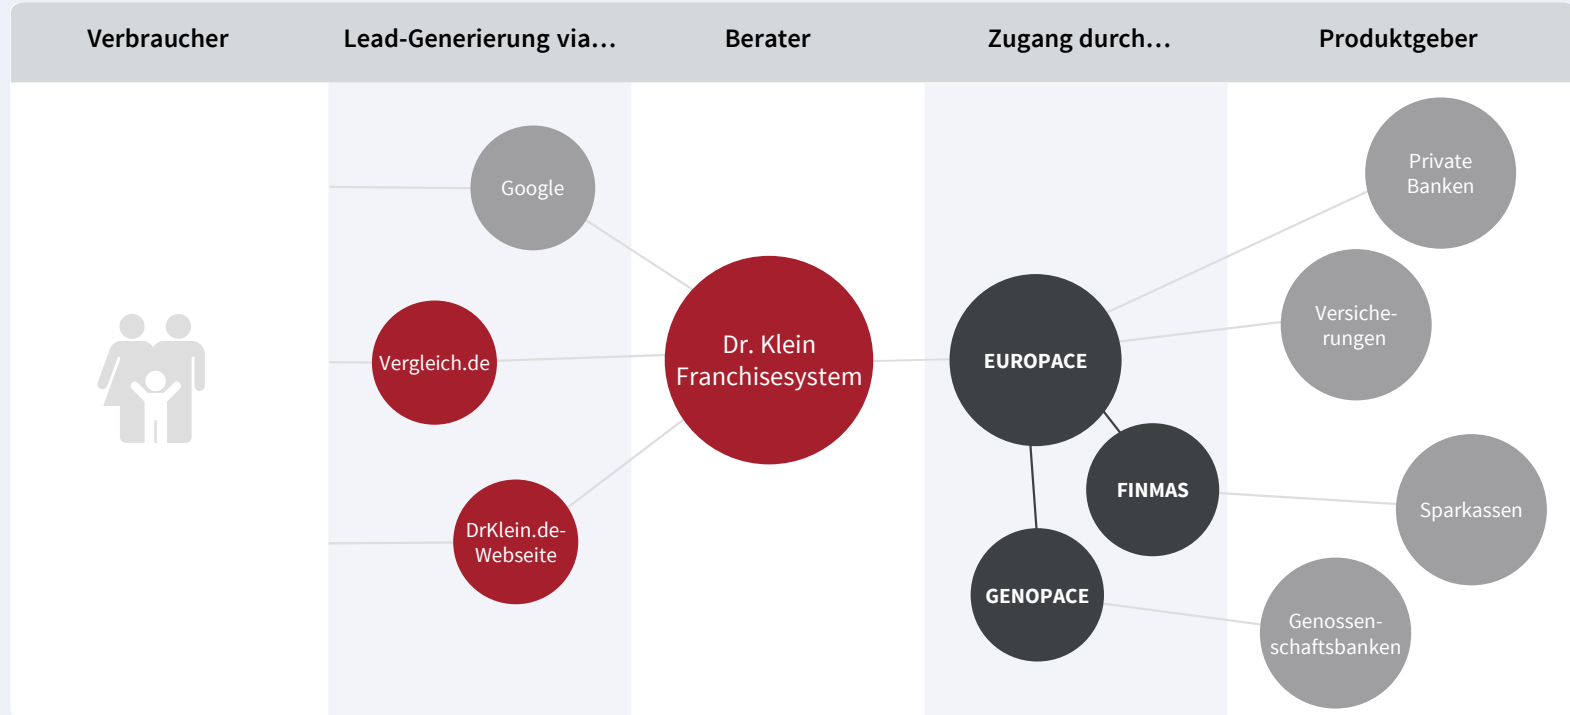 Verbraucher
Lead-Generierung via…
Berater
Zugang durch…
Produktgeber
Google
Vergleich.de
DrKlein.de-
Webseite
Dr. Klein
Franchisesystem
EUROPACE
FINMAS
GENOPACE
Private
Banken
Versiche-
rungen
Sparkassen
Genossen-
schaftsbanken